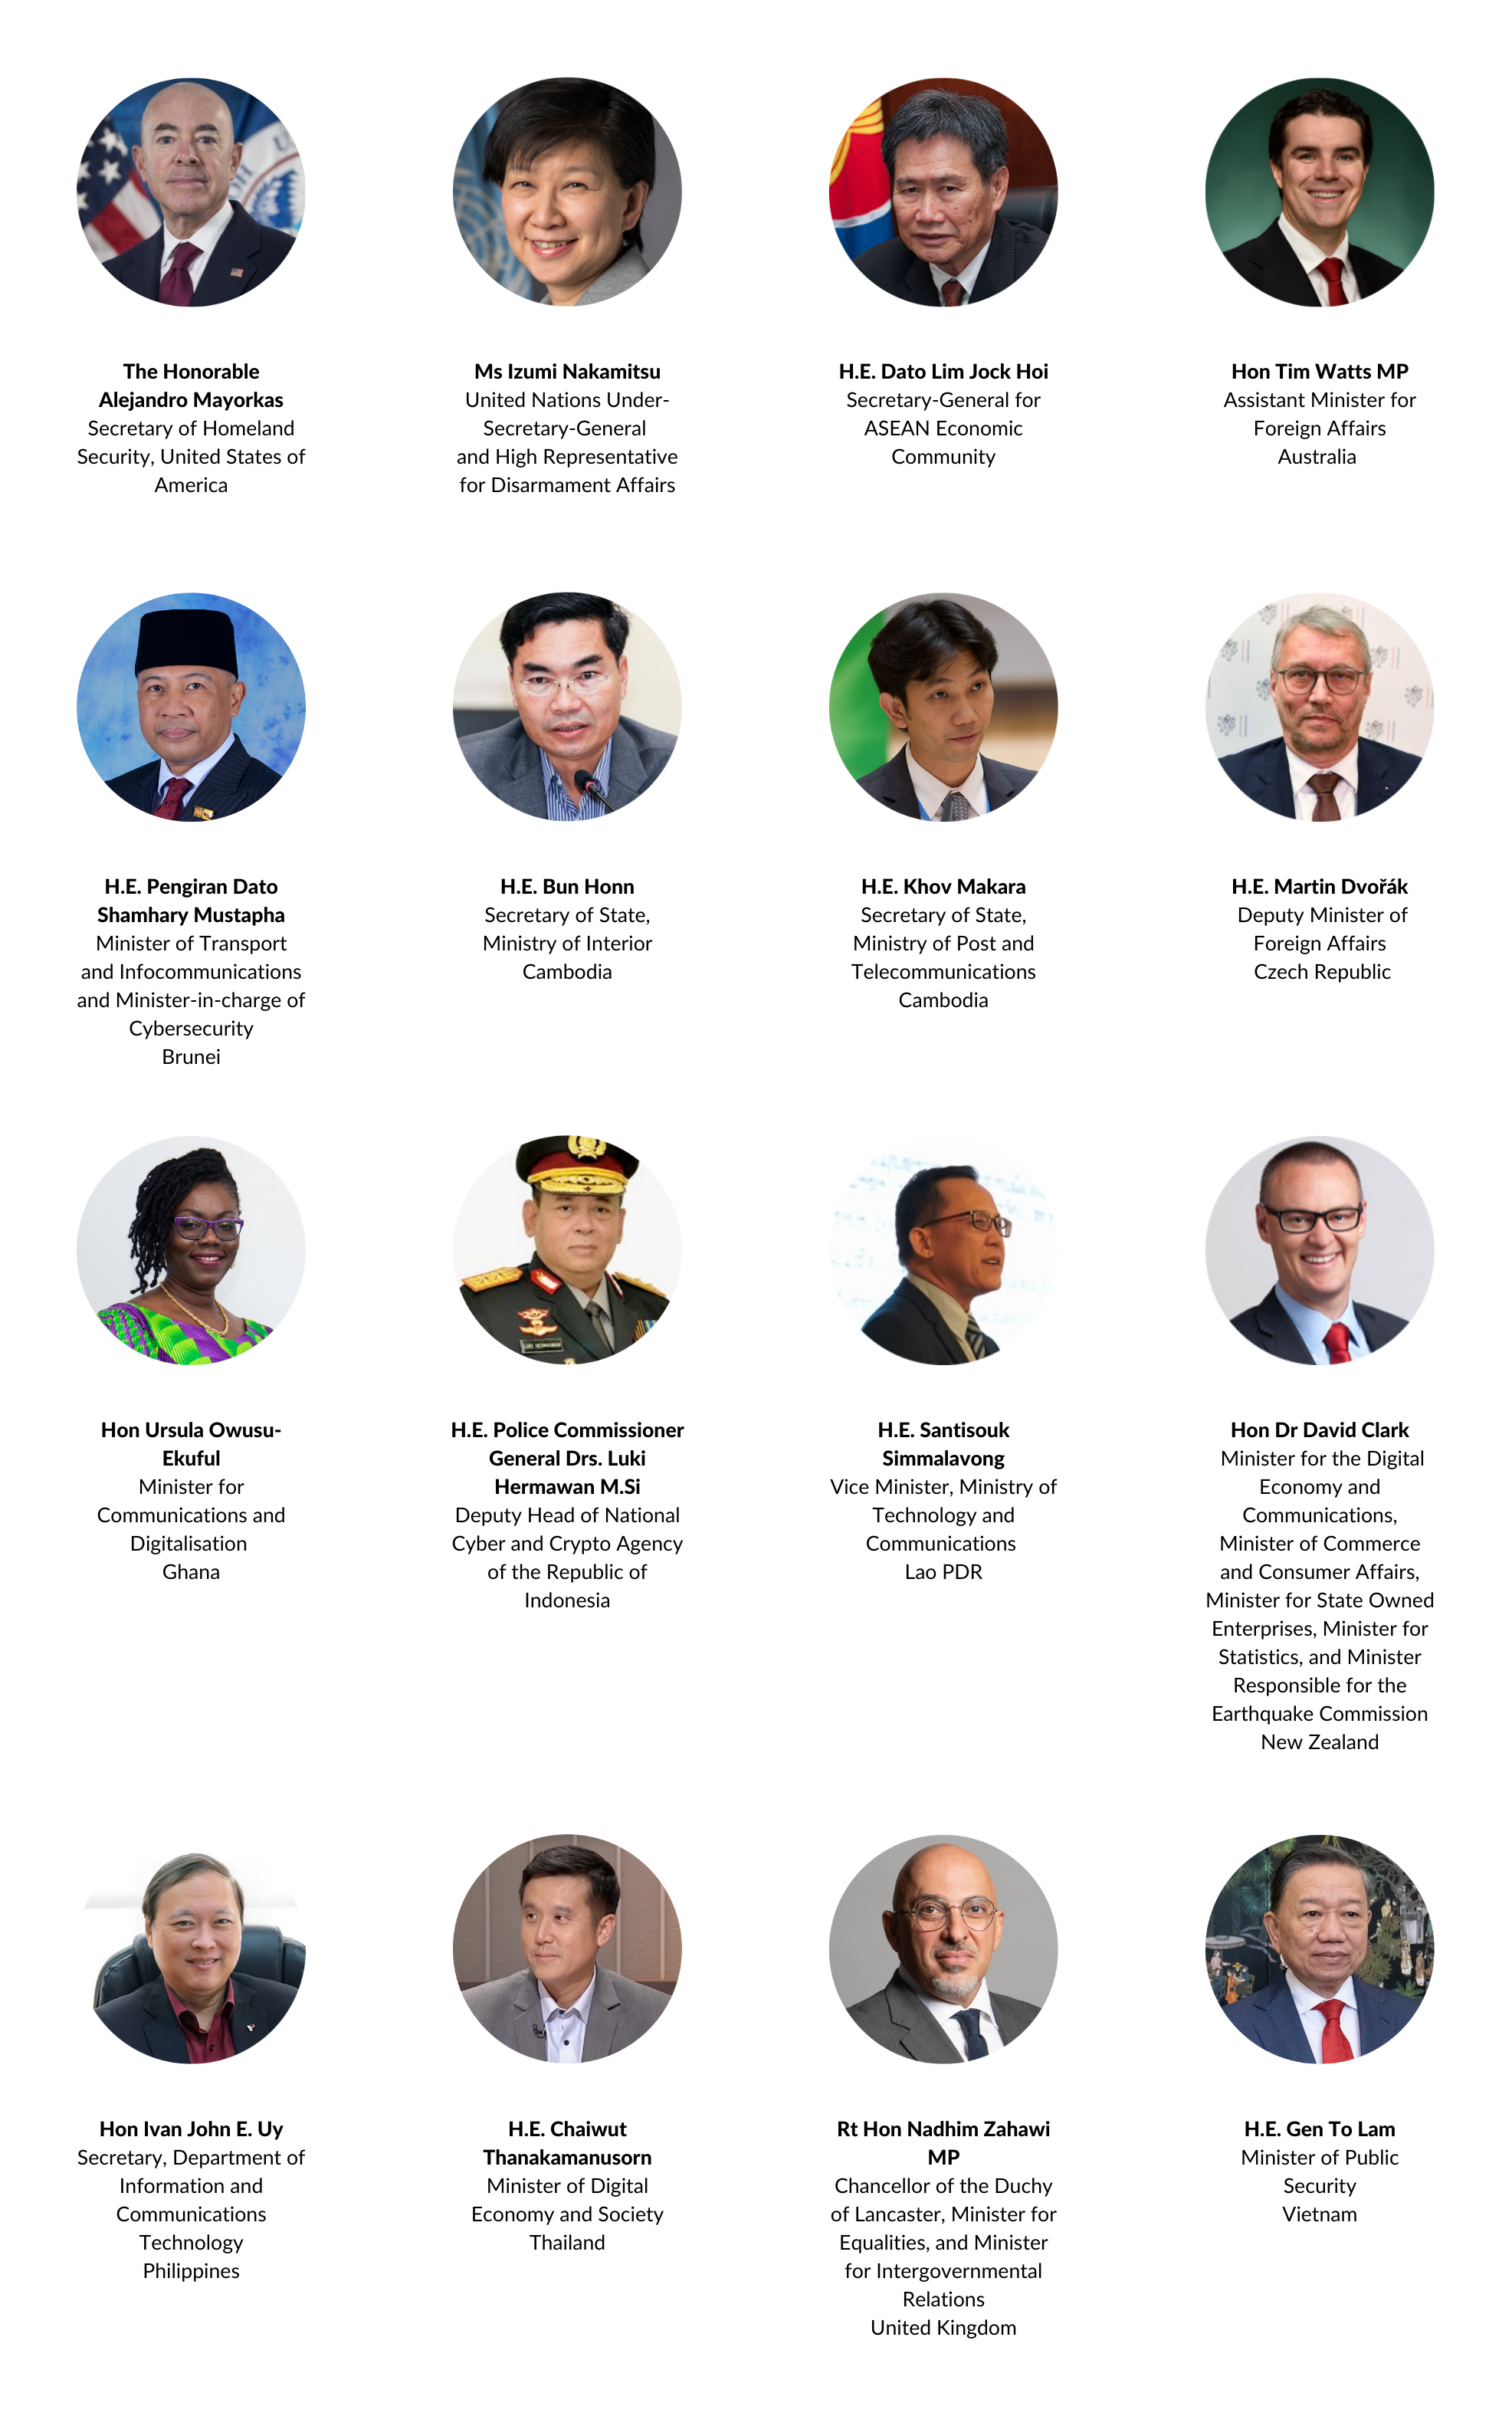 The Honorable
Alejandro Mayorkas
Secretary of Homeland
Security, United States of
America
Ms Izumi Nakamitsu
United Nations Under-
Secretary-General
and High Representative
for Disarmament Affairs
H.E. Dato Lim Jock Hoi
Secretary-General for
ASEAN Economic
Community
Hon Tim Watts MP
Assistant Minister for
Foreign Affairs
Australia
H.E. Pengiran Dato
Shamhary Mustapha
Minister of Transport
and Infocommunications
and Minister-in-charge of
Cybersecurity
Brunei
H.E. Bun Honn
Secretary of State,
Ministry of Interior
Cambodia
H.E. Khov Makara
Secretary of State,
Ministry of Post and
Telecommunications
Cambodia
H.E. Martin Dvořák
Deputy Minister of
Foreign Affairs
Czech Republic
LUKI HERMAWAN
Hon Ursula Owusu-
Ekuful
Minister for
Communications and
Digitalisation
Ghana
H.E. Police Commissioner
General Drs. Luki
Hermawan M.Si
Deputy Head of National
Cyber and Crypto Agency
of the Republic of
Indonesia
H.E. Santisouk
Simmalavong
Vice Minister, Ministry of
Technology and
Communications
Lao PDR
Hon Dr David Clark
Minister for the Digital
Economy and
Communications,
Minister of Commerce
and Consumer Affairs,
Minister for State Owned
Enterprises, Minister for
Statistics, and Minister
Responsible for the
Earthquake Commission
New Zealand
Hon Ivan John E. Uy
Secretary, Department of
Information and
Communications
Technology
Philippines
H.E. Chaiwut
Thanakamanusorn
Minister of Digital
Economy and Society
Thailand
Rt Hon Nadhim Zahawi
MP
Chancellor of the Duchy
of Lancaster, Minister for
Equalities, and Minister
for Intergovernmental
Relations
United Kingdom
H.E. Gen To Lam
Minister of Public
Security
Vietnam